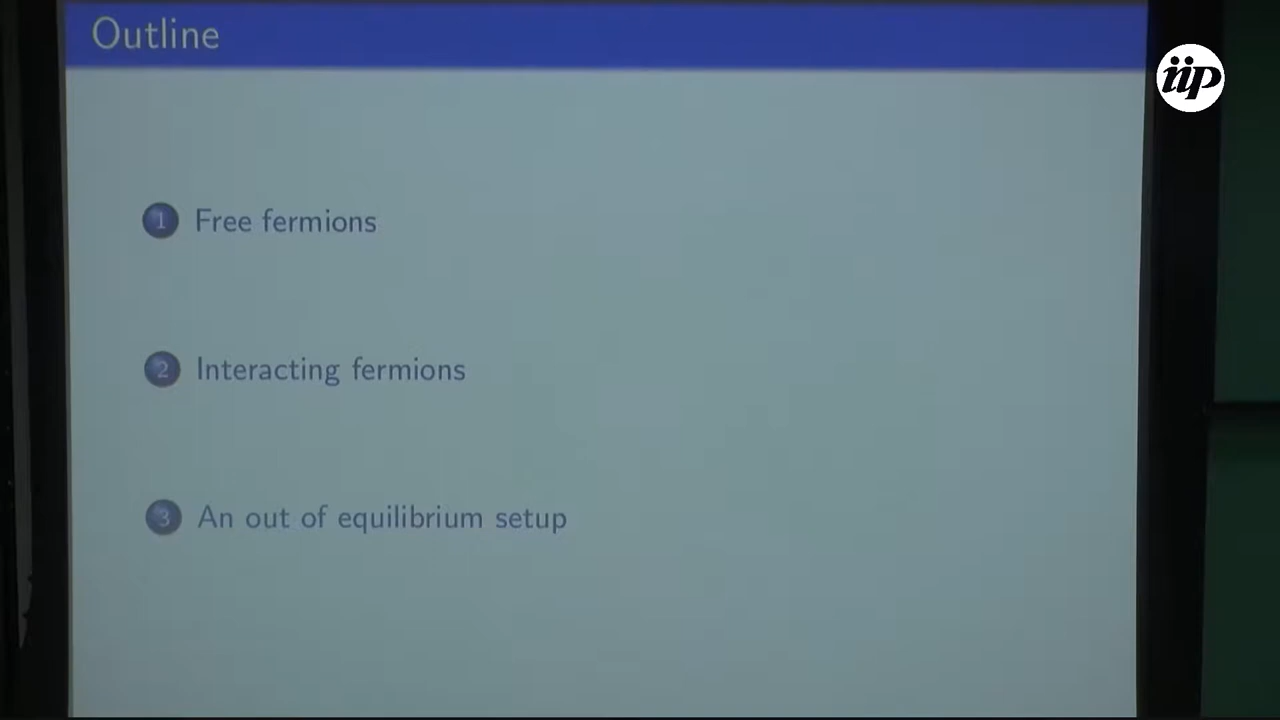 Outline
iip
1 Free fermions
2 Interacting fermions
3 An out of equilibrium setup